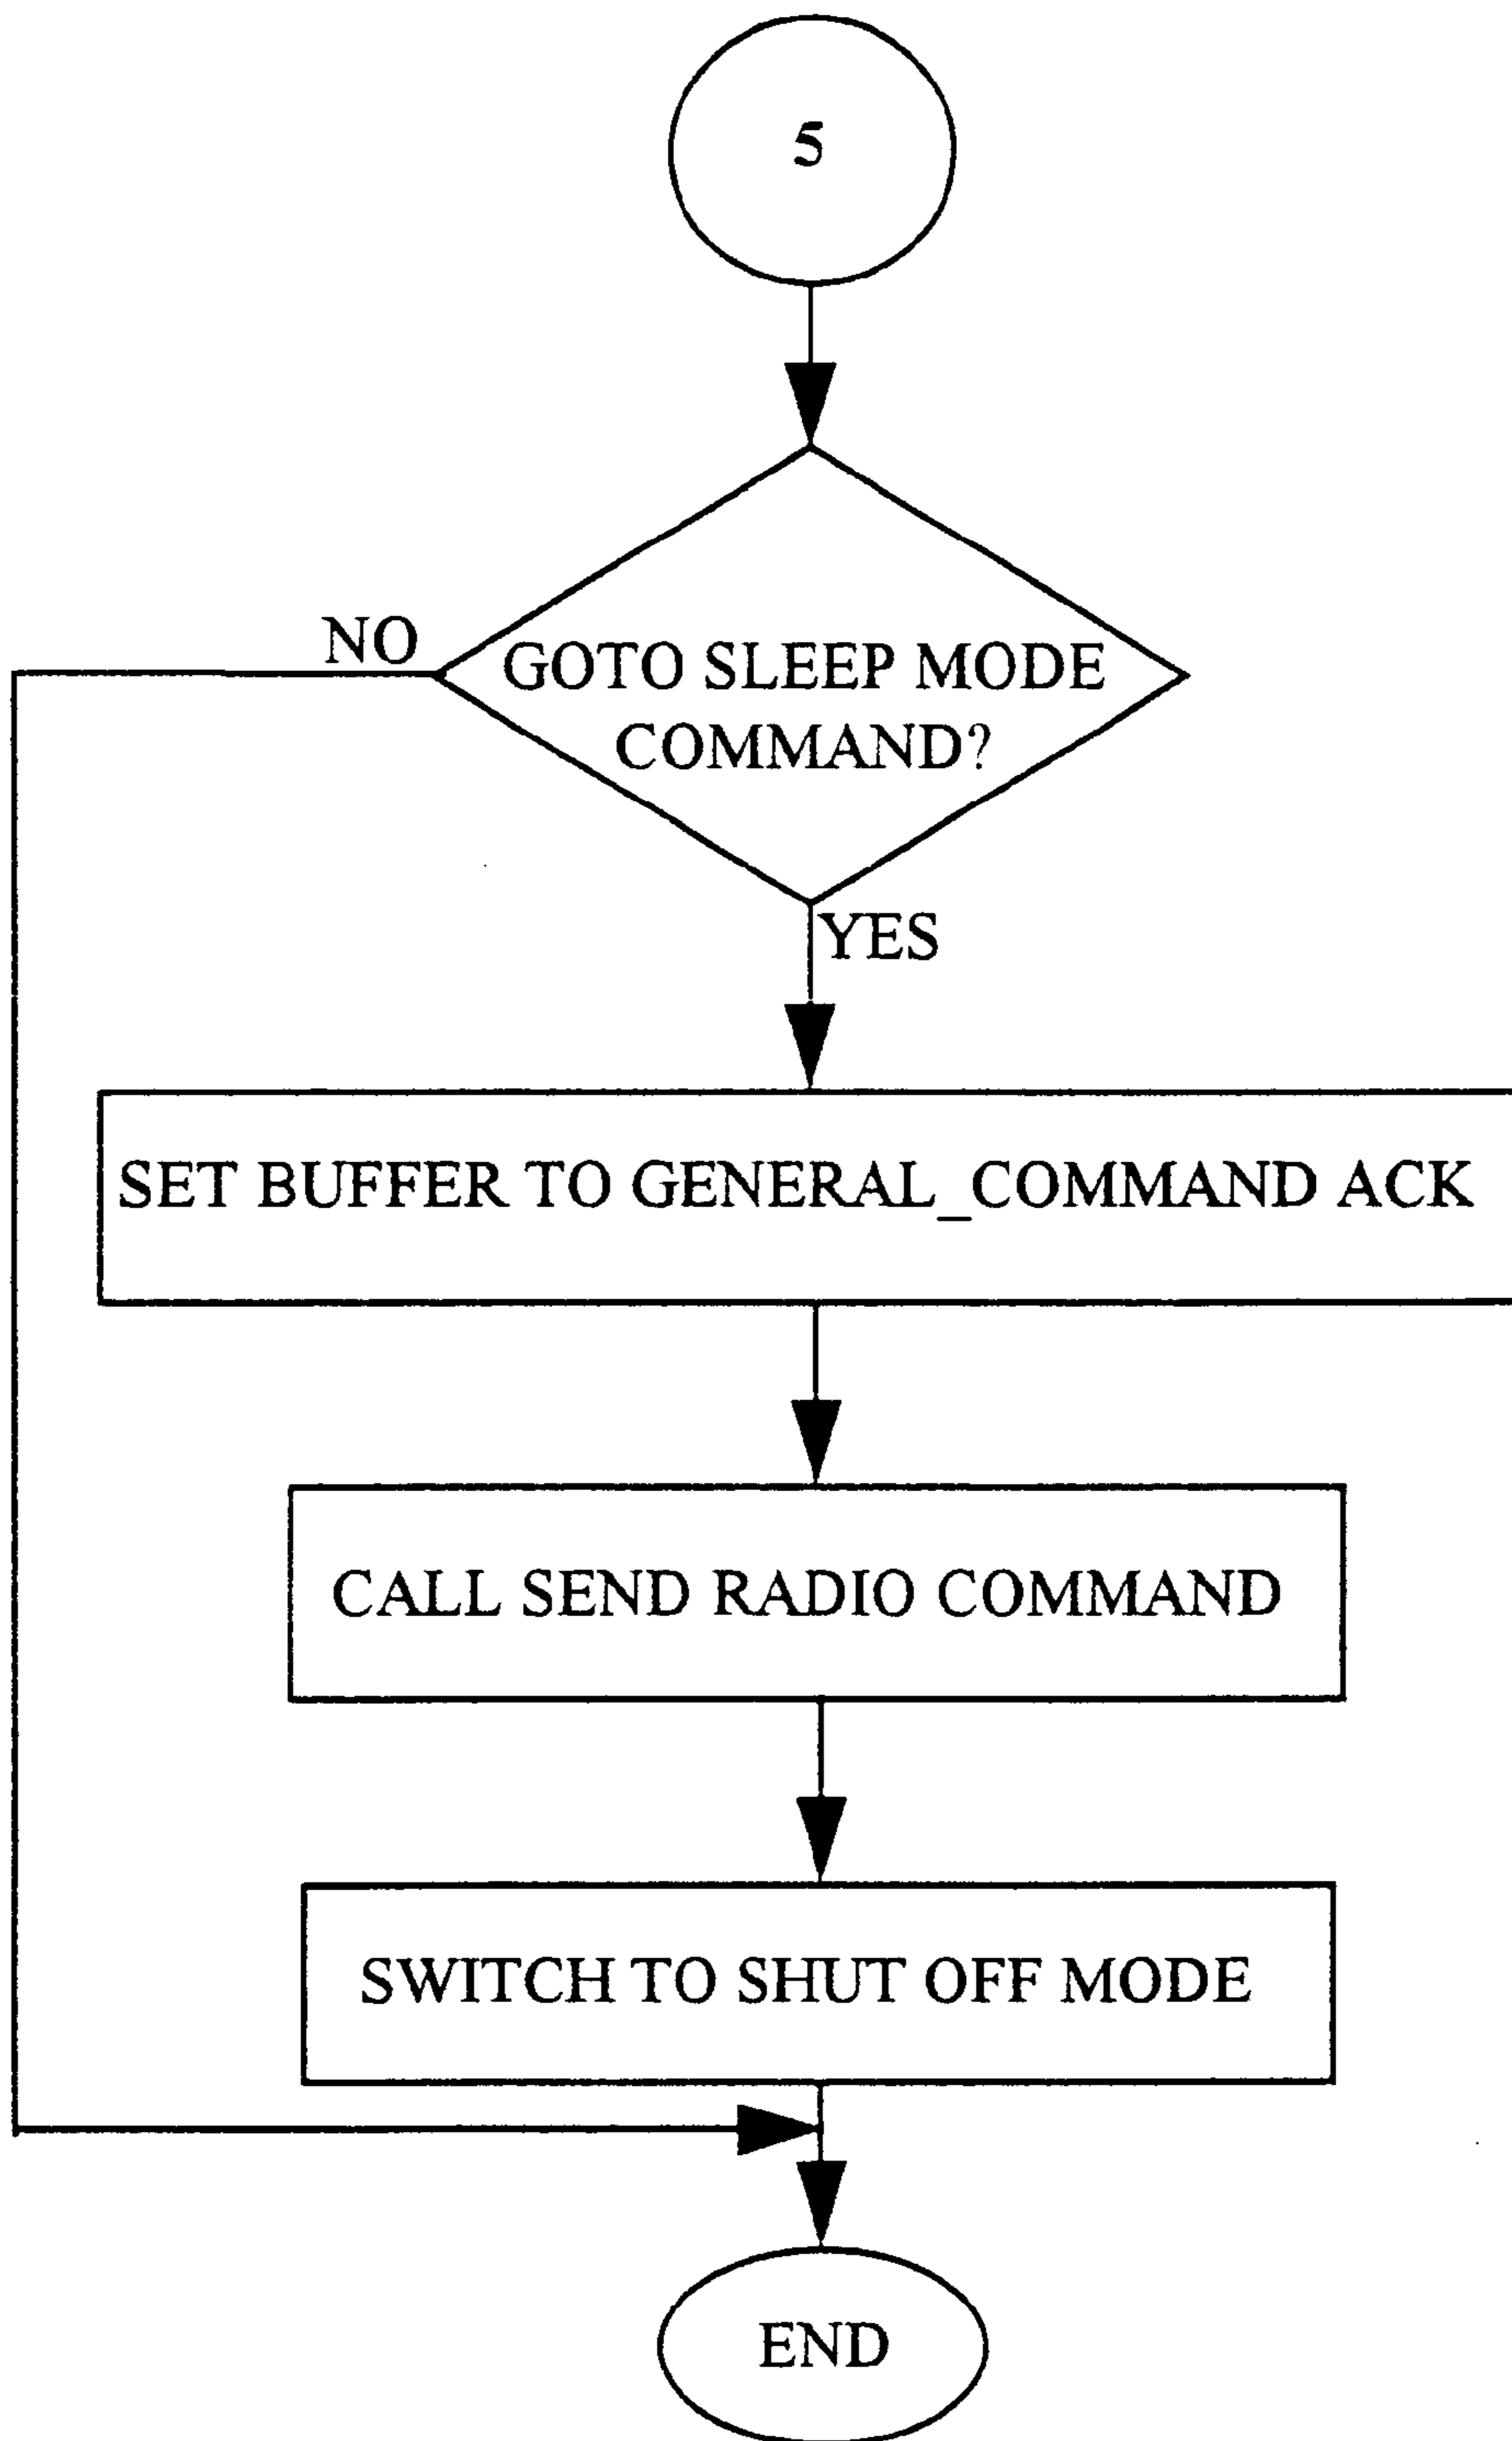 5
NO
GOTO SLEEP MODE
COMMAND?
YES
SET BUFFER TO GENERAL_COMMAND ACK
CALL SEND RADIO COMMAND
SWITCH TO SHUT OFF MODE
END